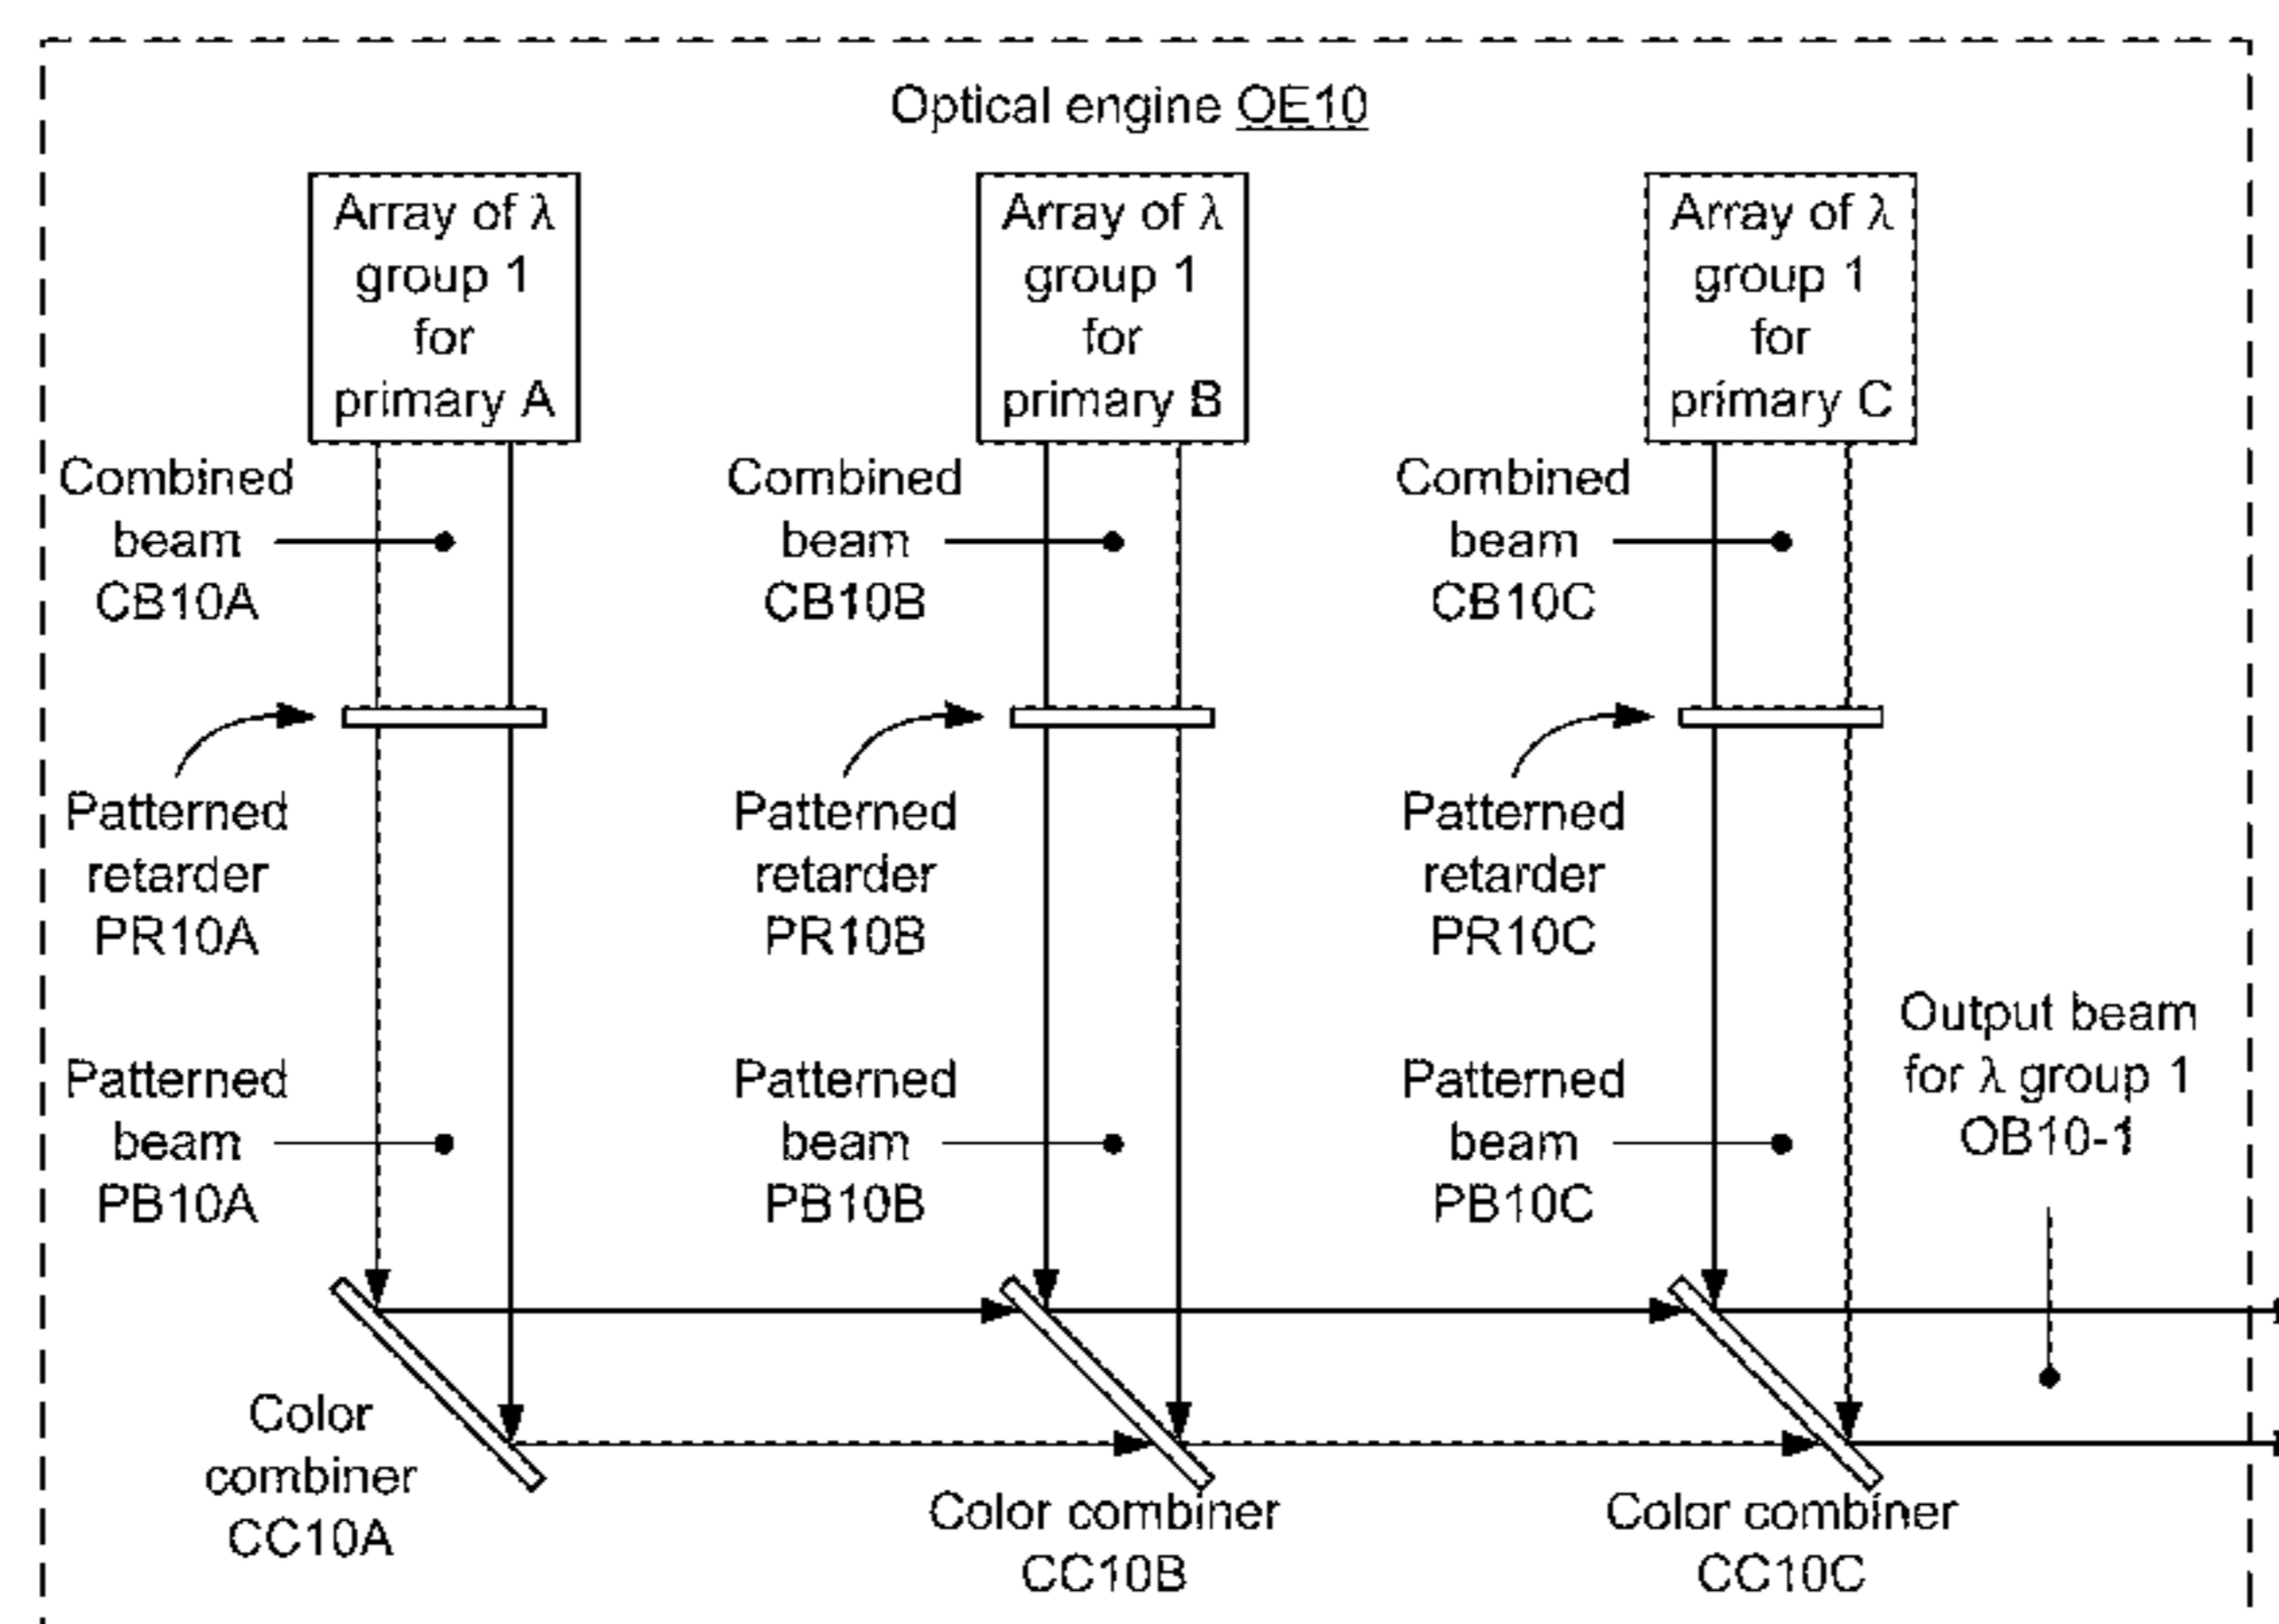 Optical engine OE10
Array of λ
group 1
for
primary A
Array of λ
group 1
for
primary B
Array of λ
group 1
for
primary C
Combined
beam
CB10A
Combined
beam
CB10B
Combined
beam
CB10C
Patterned
retarder
PR10A
Patterned
retarder
PR10B
Patterned
retarder
PR10C
Output beam
for λ group 1
OB10-1
Patterned
beam
PB10A
Patterned
beam
PB10B
Patterned
beam
PB10C
Color
combiner
CC10A
Color combiner
CC10B
Color combiner
CC10C